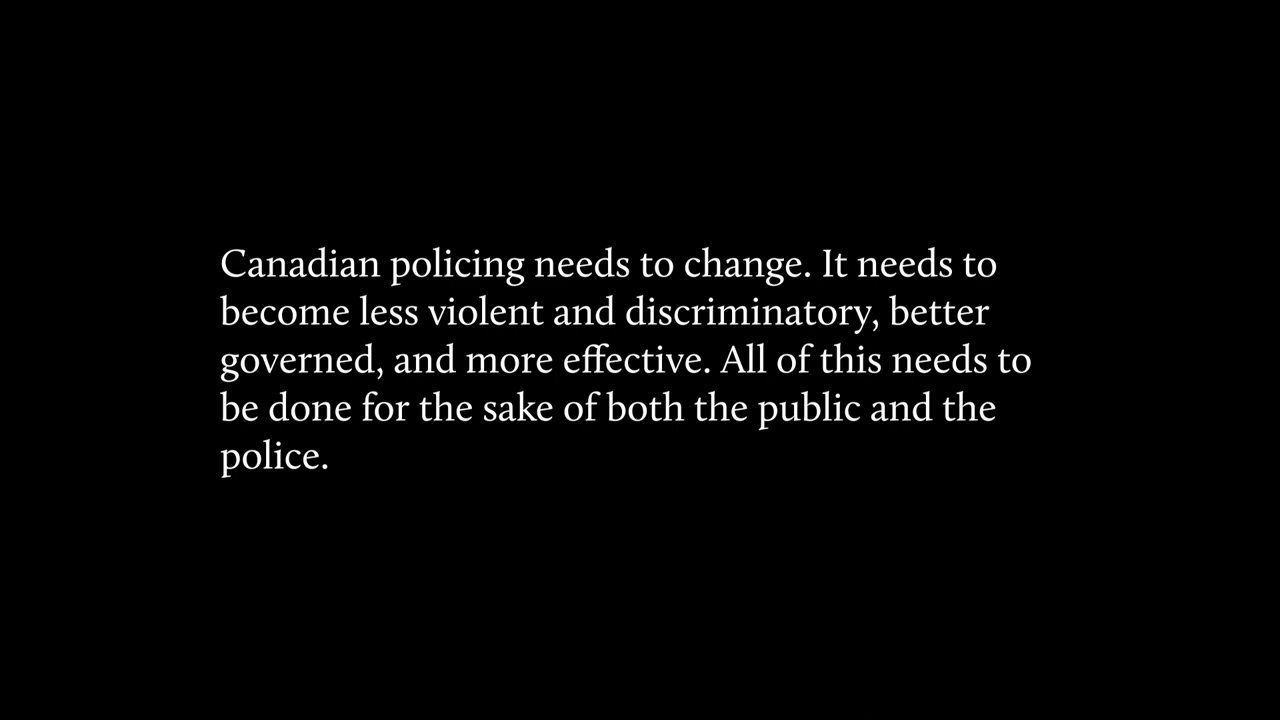 Canadian policing needs to change. It needs to
become less violent and discriminatory, better
governed, and more effective. All of this needs to
be done for the sake of both the public and the
police.